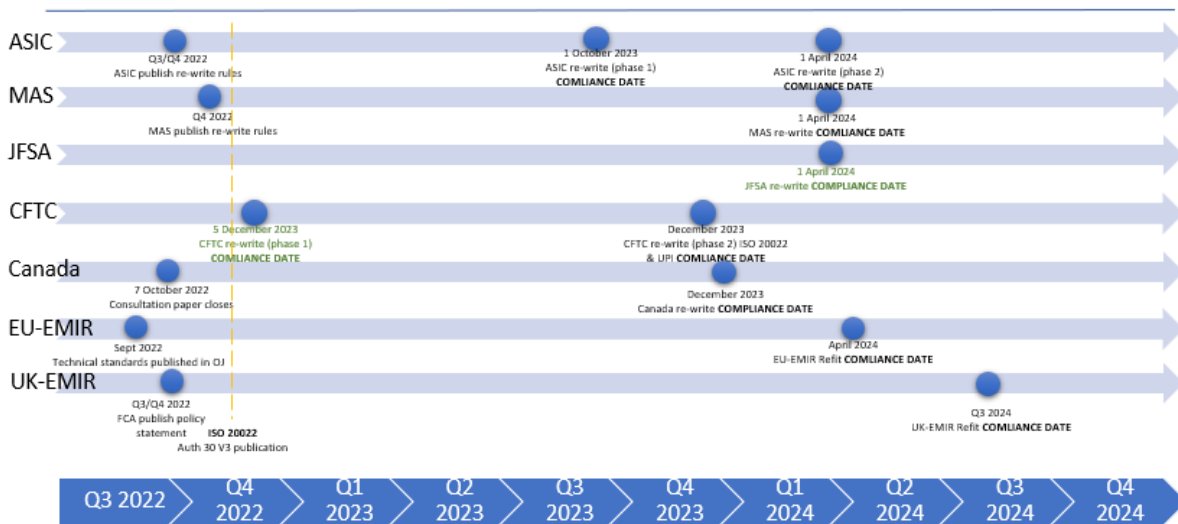 ASIC
Q3/Q4 2022
ASIC publish re-write rules
1 October 2023
ASIC re-write (phase 1)
COMLIANCE DATE
1 April 2024
ASIC re-write (phase 2)
COMLIANCE DATE
MAS
Q4 2022
MAS publish re-write rules
1 April 2024
MAS re-write COMLIANCE DATE
JFSA
1 April 2024
JFSA re-write COMPLIANCE DATE
CFTC
5 December 2023
CFTC re-write (phase 1)
COMLIANCE DATE
December 2023
CFTC re-write (phase 2) ISO 20022
& UPI COMLIANCE DATE
Canada
7 October 2022
Consultation paper closes
December 2023
Canada re-write COMPLIANCE DATE
EU-EMIR
Sept 2022
Technical standards published in OJ
April 2024
EU-EMIR Refit COMLIANCE DATE
UK-EMIR
Q3/Q4 2022
FCA publish policy
statement
ISO 20022
Auth 30 V3 publication
Q3 2024
UK-EMIR Refit COMLIANCE DATE
Q3 2022
Q4
2022
Q1
2023
Q2
2023
Q3
2023
Q4
2023
Q1
2024
Q2
2024
Q3
2024
Q4
2024